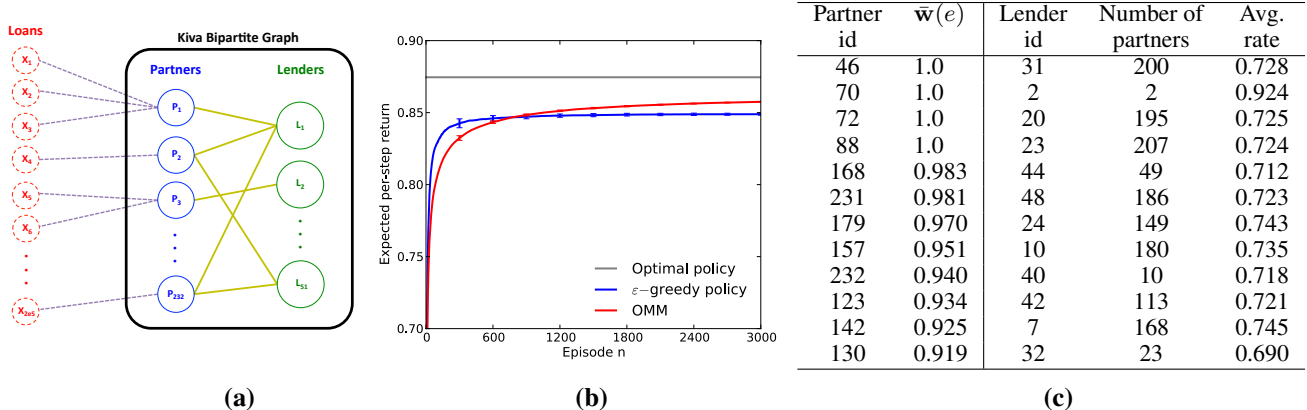 Loans
X1
X2
X3
X4
X5
X6
X2e5
Kiva Bipartite Graph
Partners
Lenders
P1
P2
P3
P232
L1
L2
L51
(a)
Expected per-step return
0.90
0.85
0.80
0.75
0.70
Optimal policy
ε−greedy policy
OMM
0 600 1200 1800 2400 3000
Episode n
(b)
Partner w̄(e) Lender Number of Avg.
id id partners rate
46 1.0 31 200 0.728
70 1.0 2 2 0.924
72 1.0 20 195 0.725
88 1.0 23 207 0.724
168 0.983 44 49 0.712
231 0.981 48 186 0.723
179 0.970 24 149 0.743
157 0.951 10 180 0.735
232 0.940 40 10 0.718
123 0.934 42 113 0.721
142 0.925 7 168 0.745
130 0.919 32 23 0.690
(c)